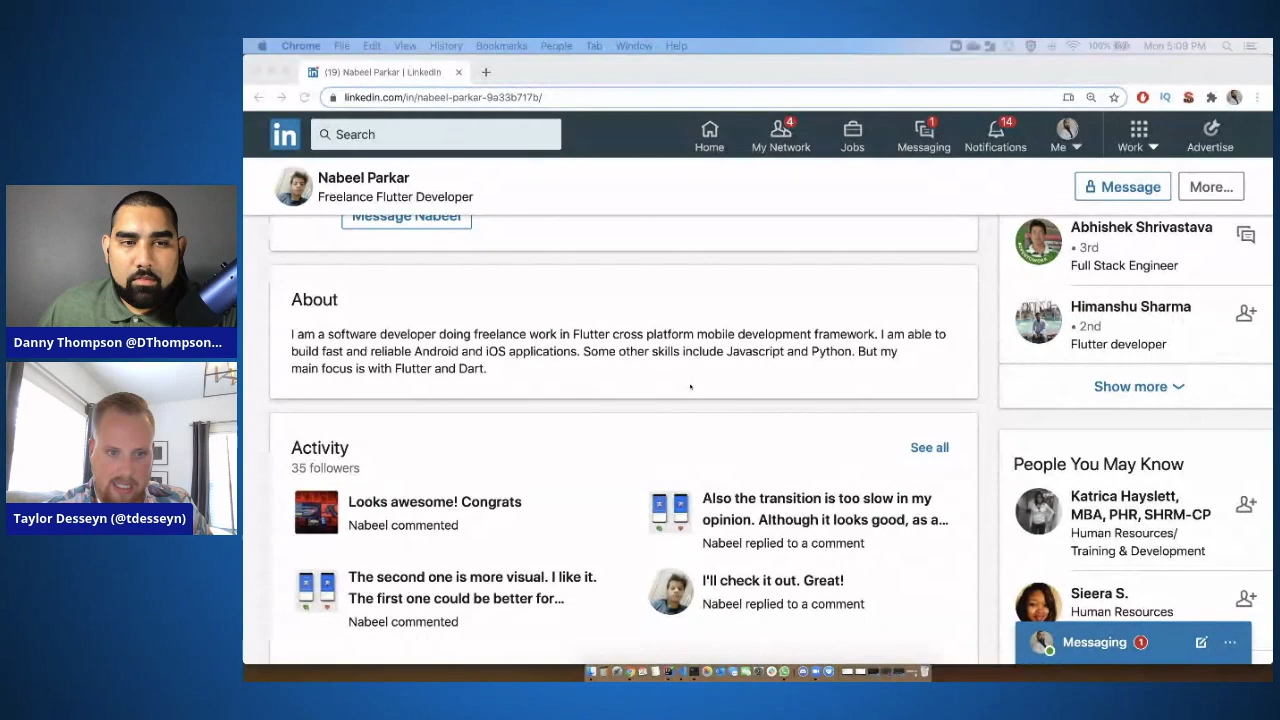 Chrome File Edit View History Bookmarks People Tab Window Help
100% Mon 5:09 PM
(19) Nabeel Parkar | LinkedIn
linkedin.com/in/nabeel-parkar-9a33b717b/
IQ
in
Search
Home
4
My Network
Jobs
1
Messaging
14
Notifications
Me
Work
Advertise
Nabeel Parkar
Freelance Flutter Developer
Message
More...
Message Nabeel
About
I am a software developer doing freelance work in Flutter cross platform mobile development framework. I am able to
build fast and reliable Android and iOS applications. Some other skills include Javascript and Python. But my
main focus is with Flutter and Dart.
Activity
See all
35 followers
Looks awesome! Congrats
Nabeel commented
Also the transition is too slow in my
opinion. Although it looks good, as a...
Nabeel replied to a comment
The second one is more visual. I like it.
The first one could be better for...
Nabeel commented
I'll check it out. Great!
Nabeel replied to a comment
Abhishek Shrivastava
• 3rd
Full Stack Engineer
Himanshu Sharma
• 2nd
Flutter developer
Show more
People You May Know
Katrica Hayslett,
MBA, PHR, SHRM-CP
Human Resources/
Training & Development
Sieera S.
Human Resources
Messaging 1
Danny Thompson @DThompson...
Taylor Desseyn (@tdesseyn)